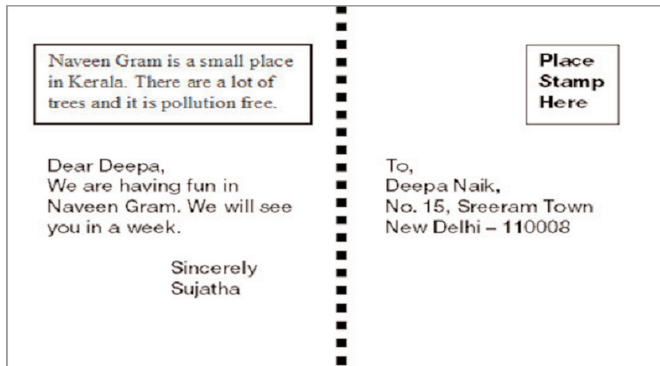 Naveen Gram is a small place
in Kerala. There are a lot of
trees and it is pollution free.
Dear Deepa,
We are having fun in
Naveen Gram. We will see
you in a week.
Sincerely
Sujatha
Place
Stamp
Here
To,
Deepa Naik,
No. 15, Sreeram Town
New Delhi – 110008